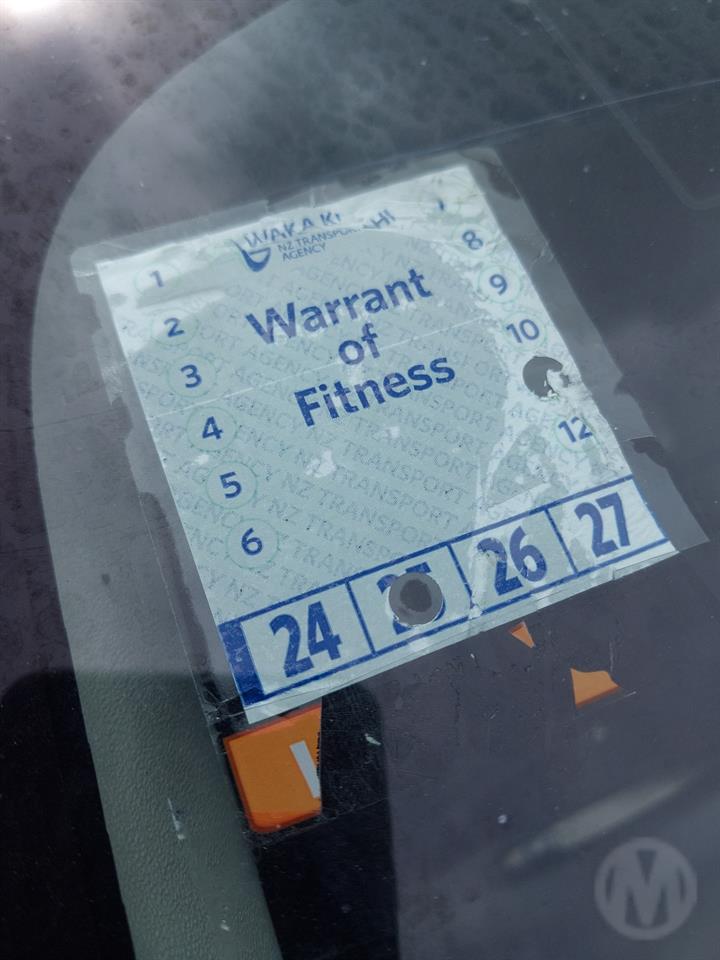 WAKA K HI
NZ TRANSPORT
AGENCY
Warrant
of
Fitness
1
2
3
4
5
6
8
9
10
12
24
26
27
M